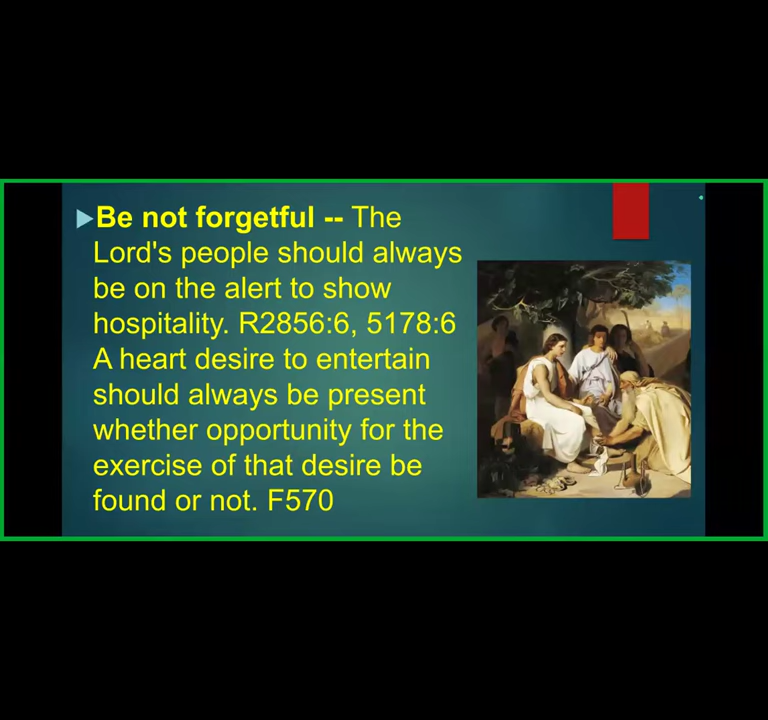 Be not forgetful -- The
Lord's people should always
be on the alert to show
hospitality. R2856:6, 5178:6
A heart desire to entertain
should always be present
whether opportunity for the
exercise of that desire be
found or not. F570